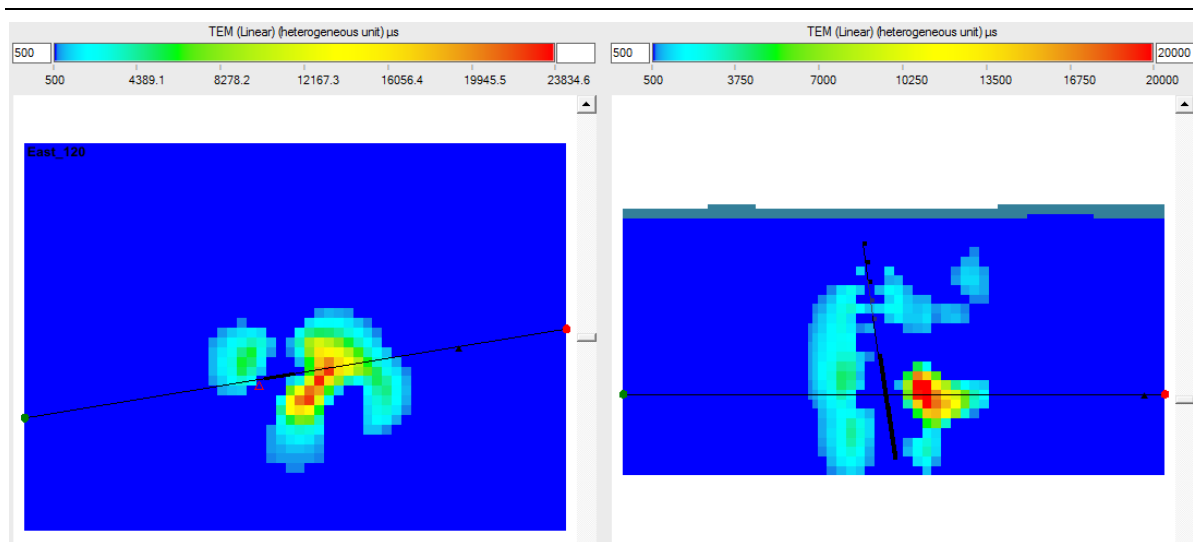 TEM (Linear) (heterogeneous unit) µs
500
500 4389.1 8278.2 12167.3 16056.4 19945.5 23834.6
East_120
TEM (Linear) (heterogeneous unit) µs
500 20000
500 3750 7000 10250 13500 16750 20000